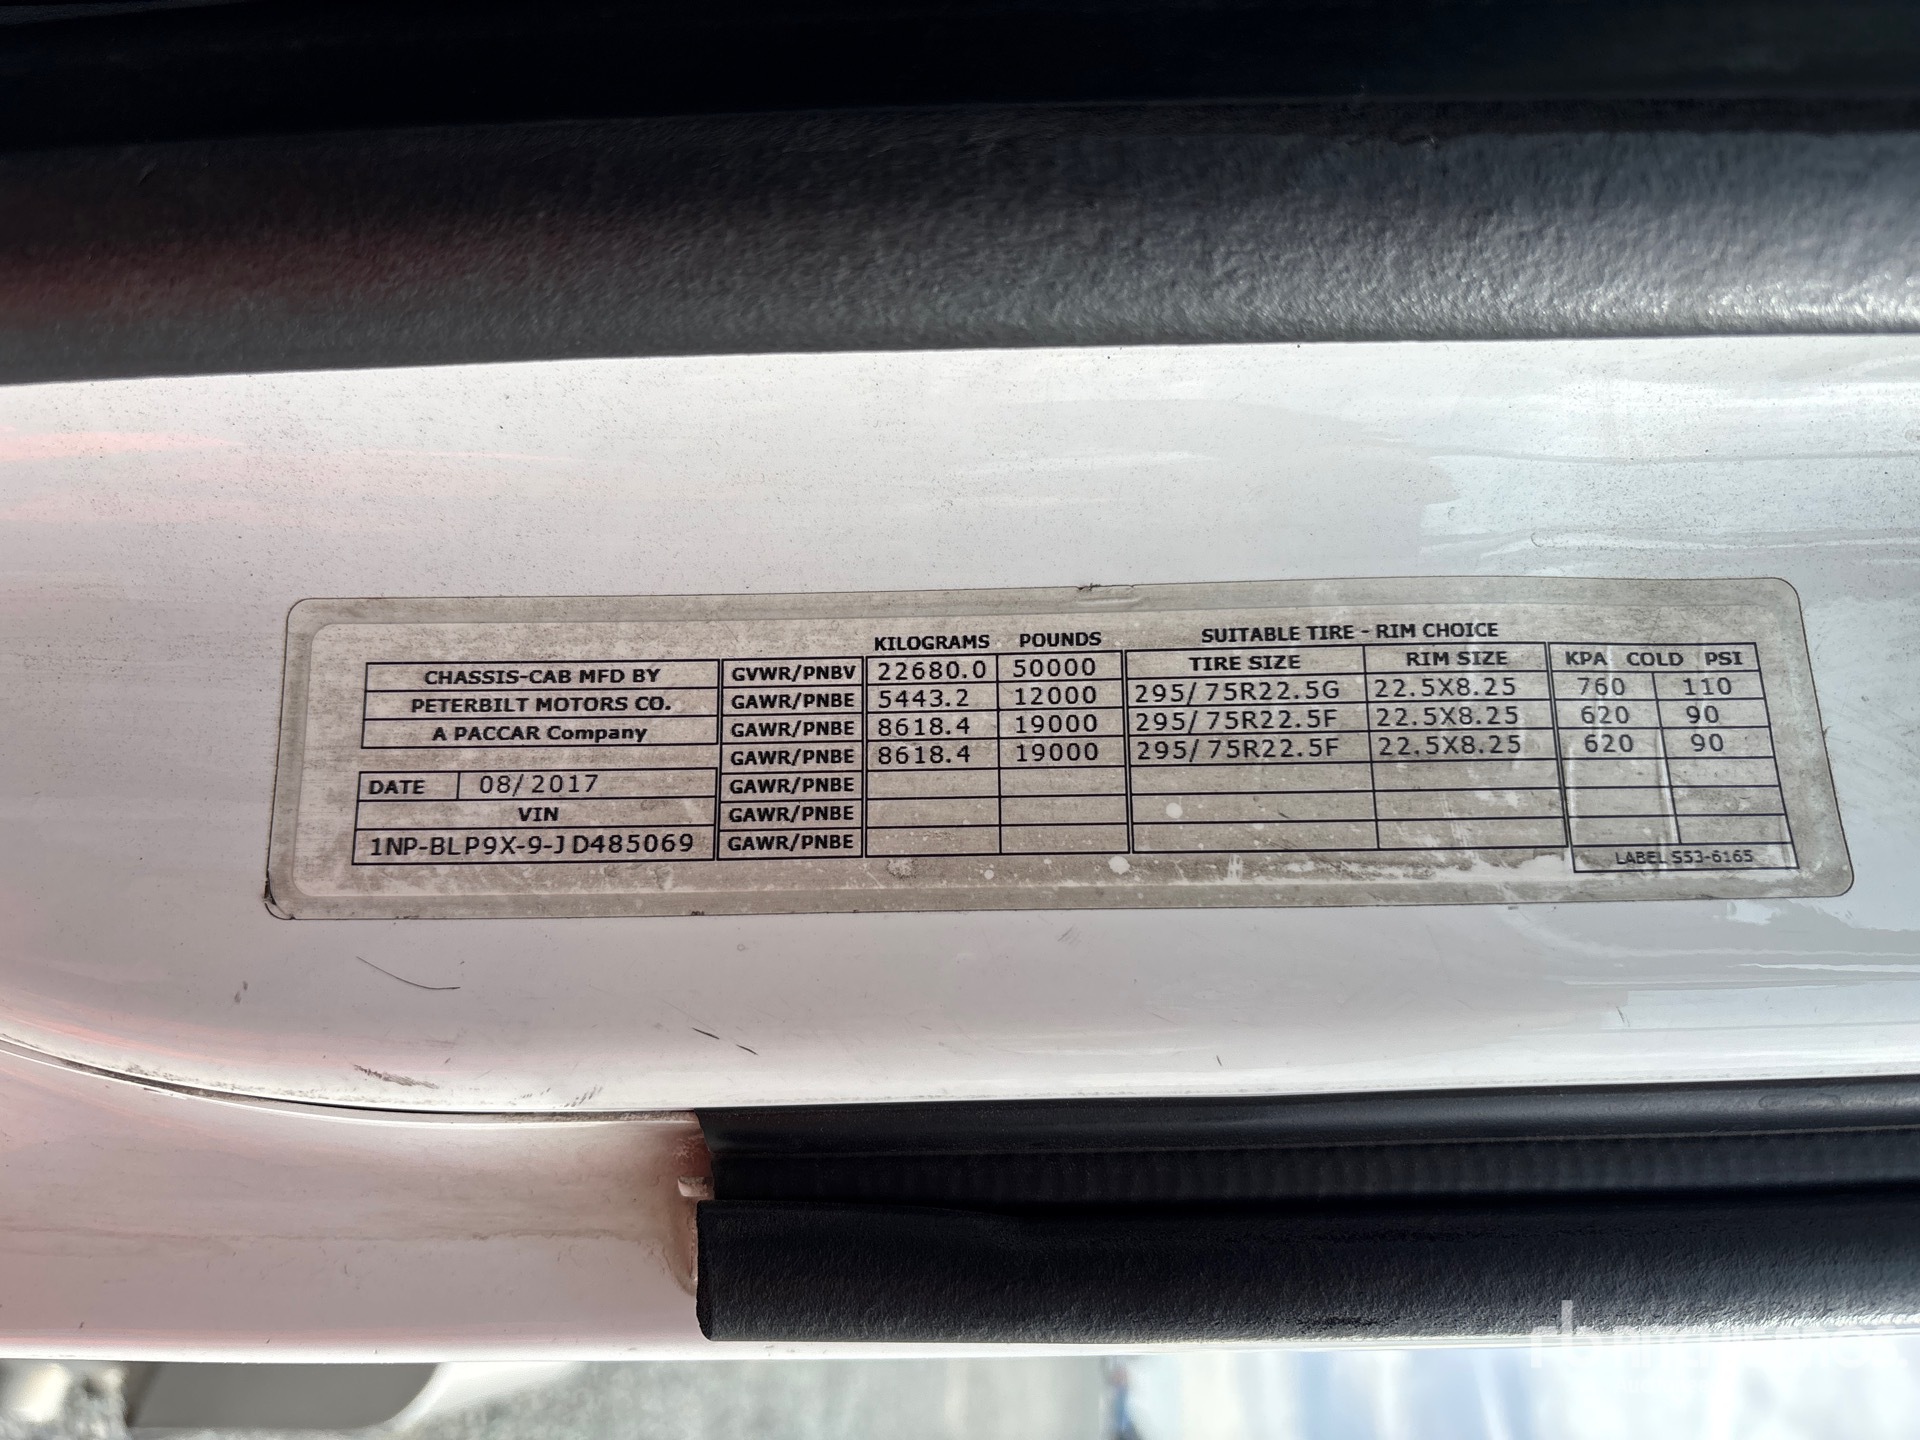 KILOGRAMS POUNDS SUITABLE TIRE - RIM CHOICE
CHASSIS-CAB MFD BY GVWR/PNBV 22680.0 50000 TIRE SIZE RIM SIZE KPA COLD PSI
PETERBILT MOTORS CO. GAWR/PNBE 5443.2 12000 295/75R22.5G 22.5X8.25 760 110
A PACCAR Company GAWR/PNBE 8618.4 19000 295/75R22.5F 22.5X8.25 620 90
GAWR/PNBE 8618.4 19000 295/75R22.5F 22.5X8.25 620 90
DATE 08/2017 GAWR/PNBE
VIN GAWR/PNBE
1NP-BLP9X-9-JD485069 GAWR/PNBE
LABEL S53-6165